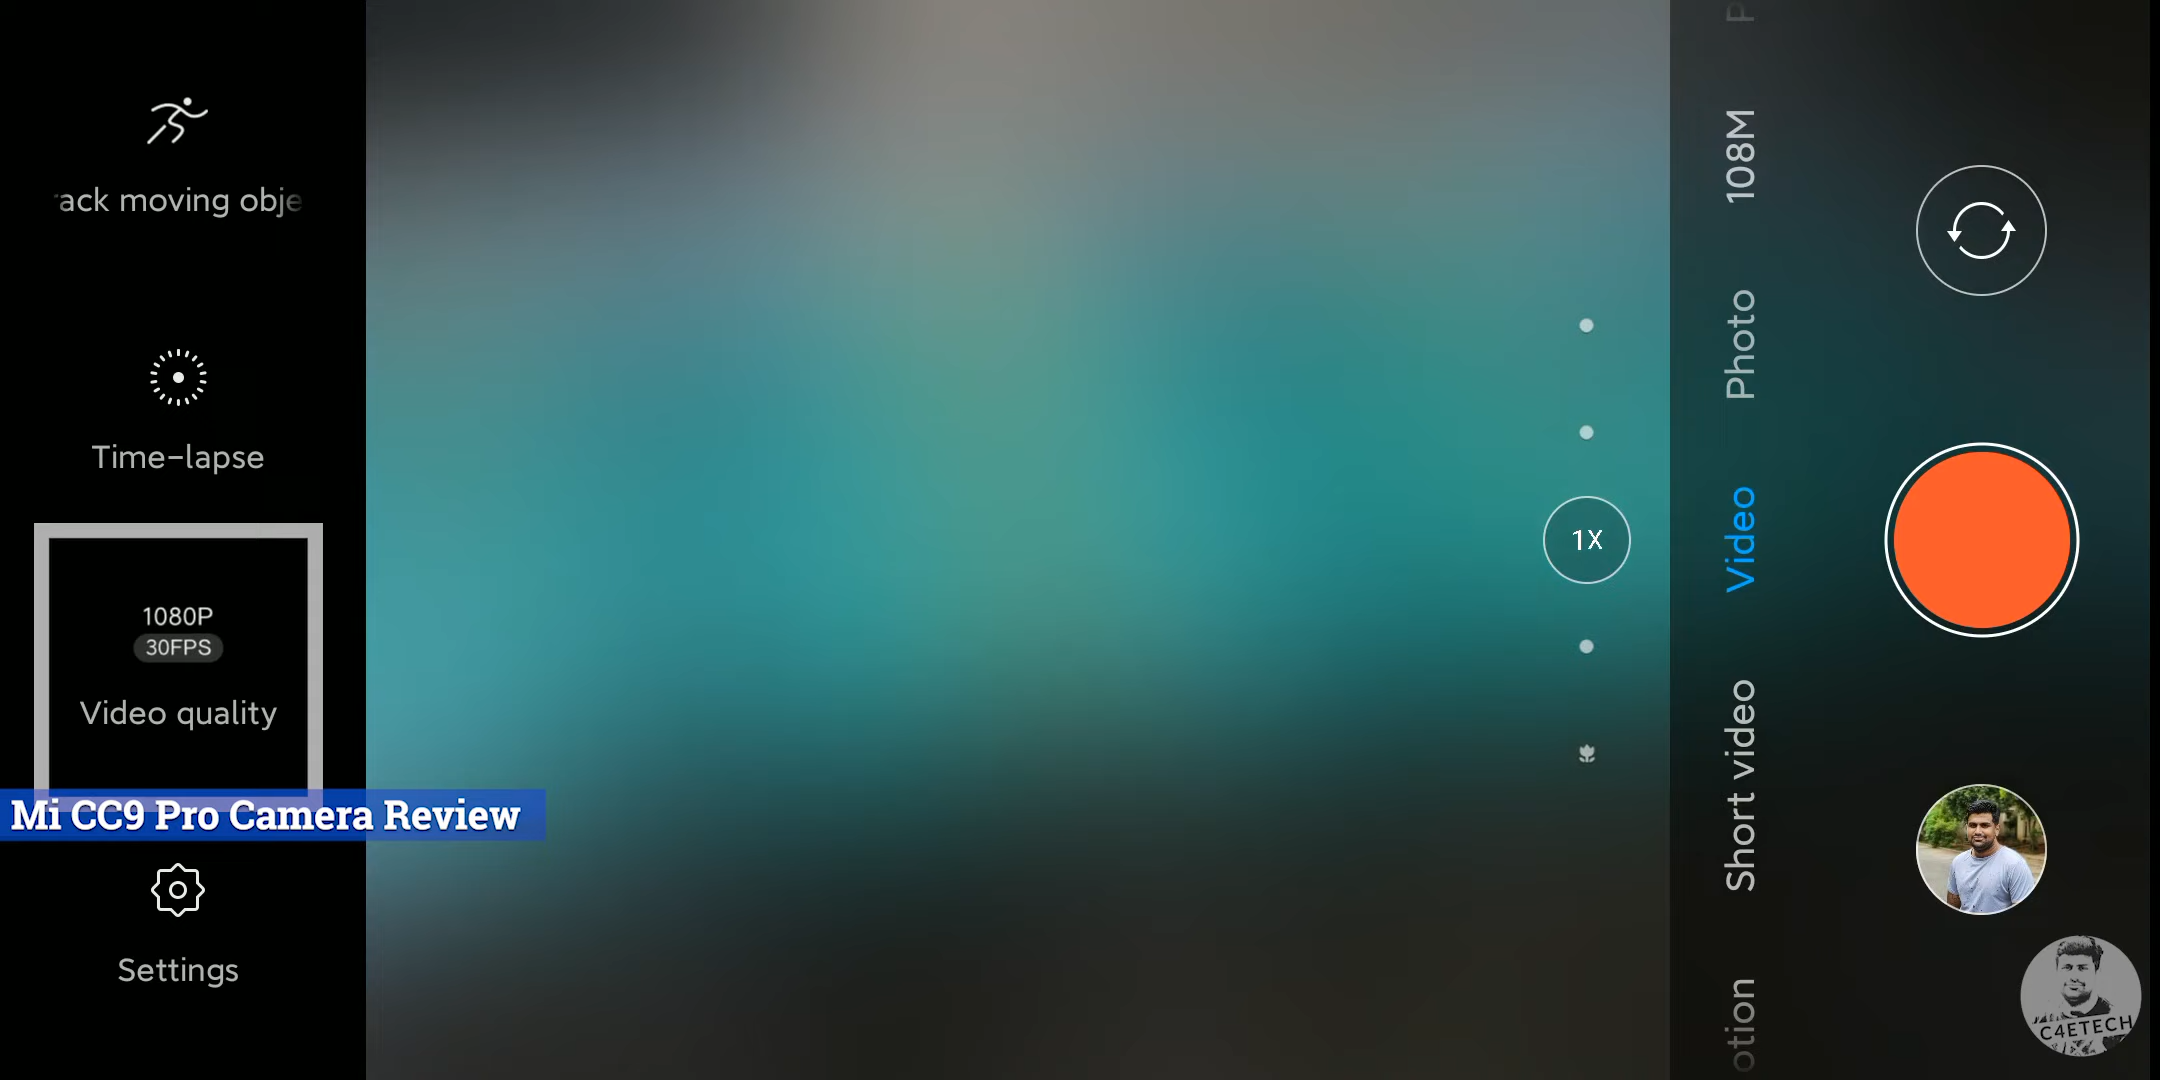 ack moving obje
Time-lapse
1080P
30FPS
Video quality
Mi CC9 Pro Camera Review
Settings
1X
108M
Photo
Video
Short video
otion
C4ETECH